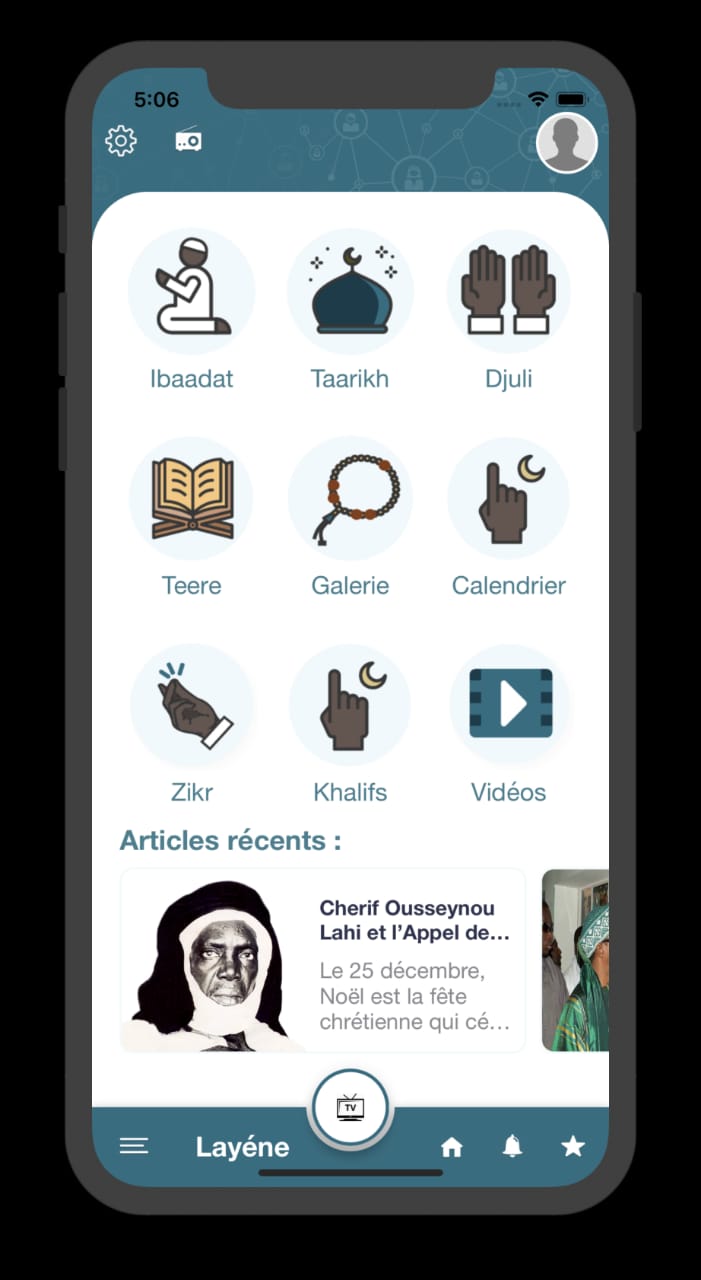 5:06
Ibaadat
Taarikh
Djuli
Teere
Galerie
Calendrier
Zikr
Khalifs
Vidéos
Articles récents :
Cherif Ousseynou
Lahi et l’Appel de...
Le 25 décembre,
Noël est la fête
chrétienne qui cé...
TV
Layéne